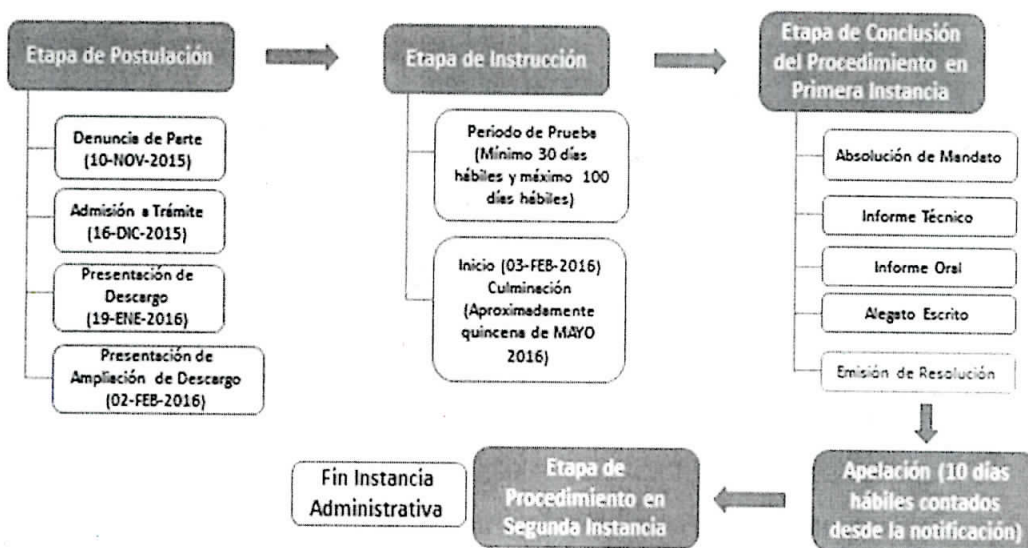 Etapa de Postulación
Denuncia de Parte
(10-NOV-2015)
Admisión a Trámite
(16-DIC-2015)
Presentación de
Descargo
(19-ENE-2016)
Presentación de
Ampliación de Descargo
(02-FEB-2016)
Etapa de Instrucción
Periodo de Prueba
(Mínimo 30 días
hábiles y máximo 100
días hábiles)
Inicio (03-FEB-2016)
Culminación
(Aproximadamente
quincena de MAYO
2016)
Etapa de Conclusión
del Procedimiento en
Primera Instancia
Absolución de Mandato
Informe Técnico
Informe Oral
Alegato Escrito
Emisión de Resolución
Apelación (10 días
hábiles contados
desde la notificación)
Etapa de
Procedimiento en
Segunda Instancia
Fin Instancia
Administrativa